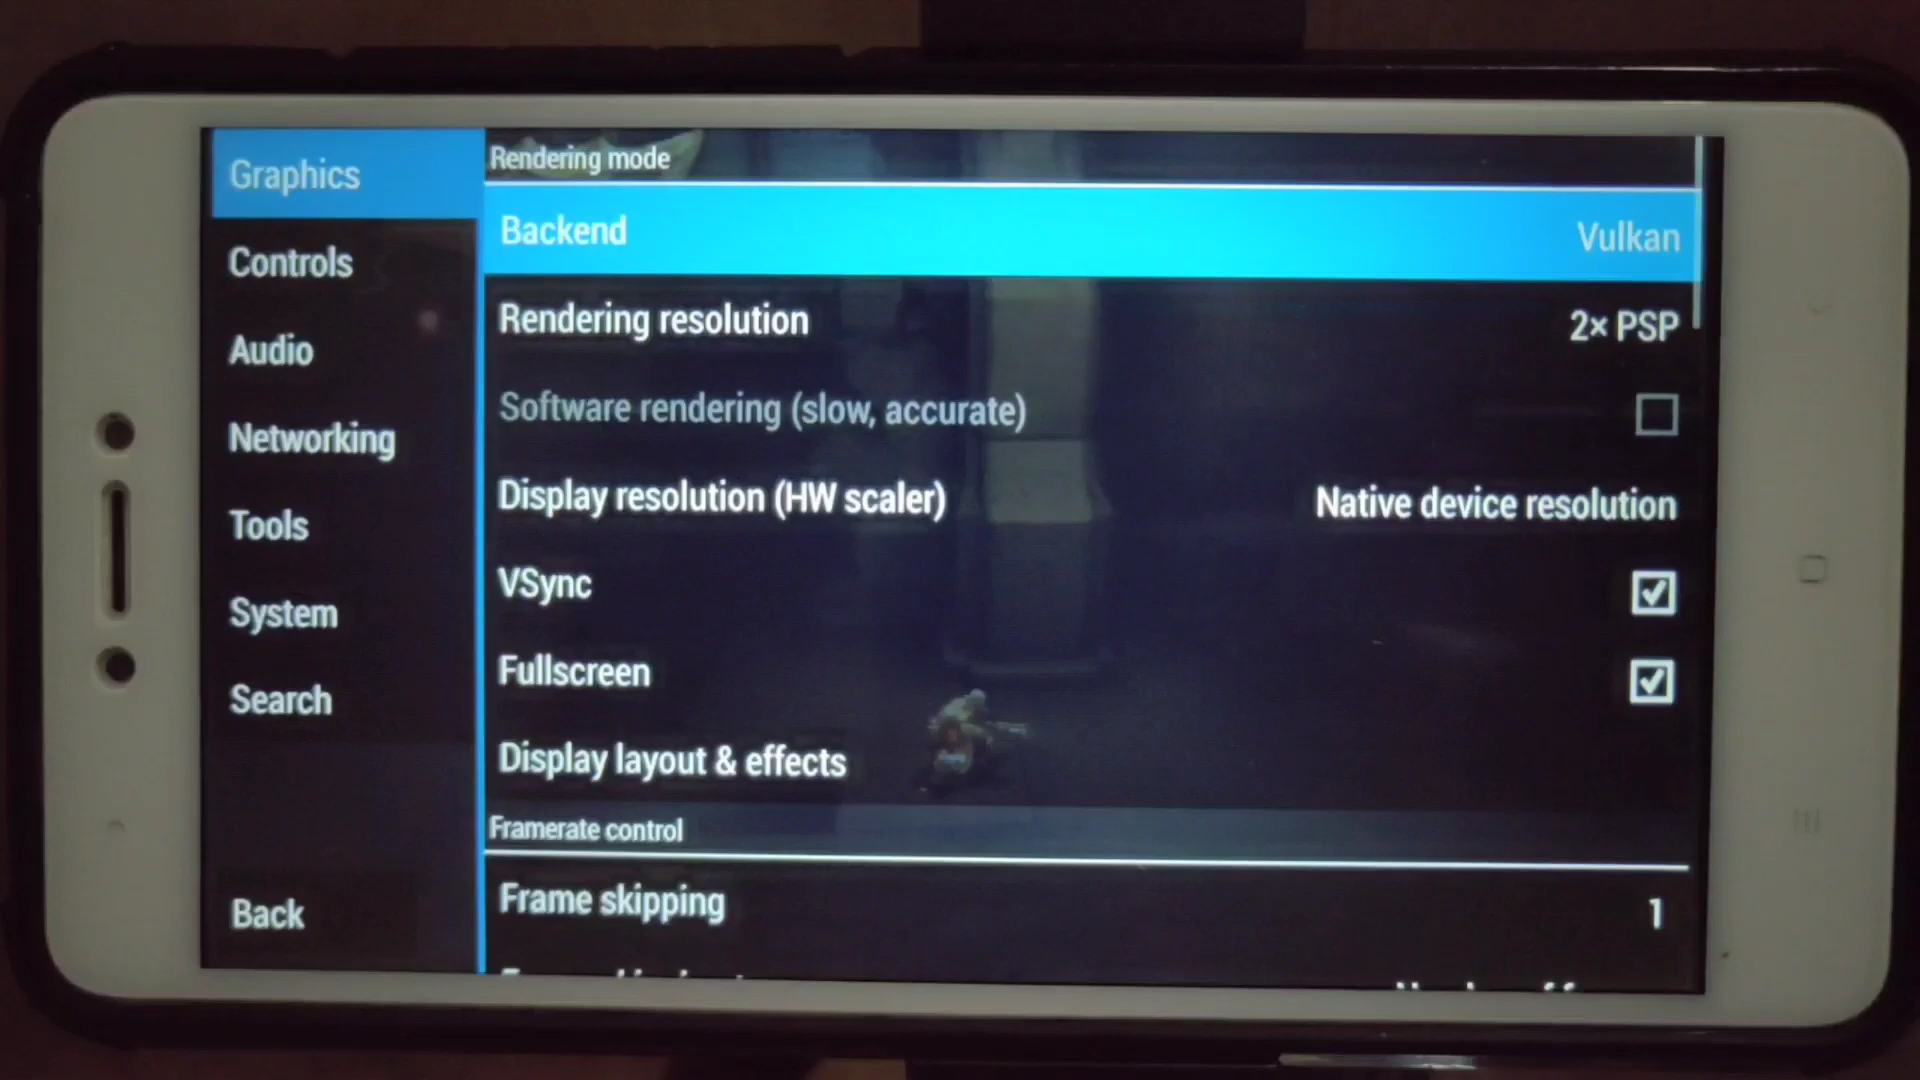 Graphics
Controls
Audio
Networking
Tools
System
Search
Back
Rendering mode
Backend Vulkan
Rendering resolution 2× PSP
Software rendering (slow, accurate)
Display resolution (HW scaler) Native device resolution
VSync
Fullscreen
Display layout & effects
Framerate control
Frame skipping 1